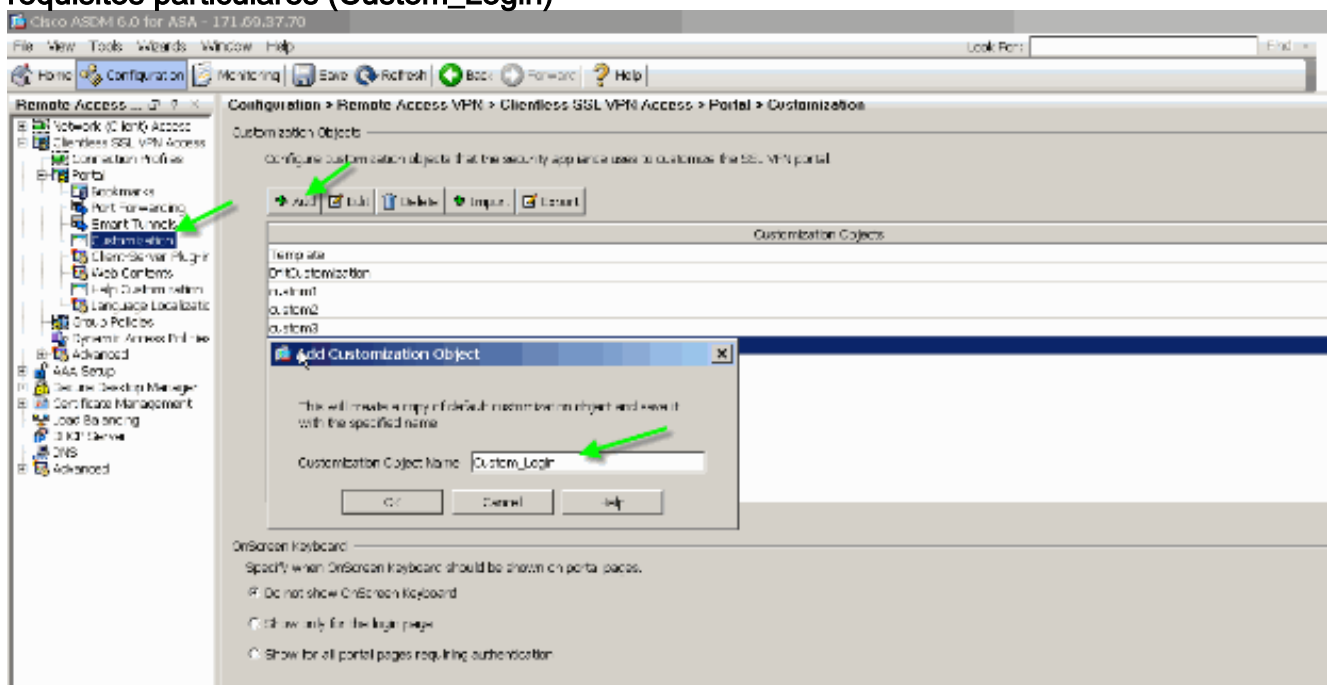 requisitos particulares (Custom_Login)
Cisco ASDM 6.0 for ASA - 171.69.37.70
File View Tools Wizards Window Help
Look For:
Find
Home Configuration Monitoring Save Refresh Back Forward Help
Remote Access ...
Configuration > Remote Access VPN > Clientless SSL VPN Access > Portal > Customization
Network (Client) Access
Clientless SSL VPN Access
Connection Profiles
Portal
Bookmarks
Port Forwarding
Smart Tunnels
Customization
Client-Server Plug-ir
Web Contents
Help Customization
Language Localizatic
Group Policies
Dynamic Access Policies
Advanced
AAA Setup
Secure Desktop Manager
Certificate Management
Load Balancing
DHCP Server
DNS
Advanced
Customization Objects
Configure customization objects that the security appliance uses to customize the SSL VPN portal.
Add Edit Delete Import Export
Customization Objects
Template
DfltCustomization
custom1
custom2
custom3
Add Customization Object
This will create a copy of default customization object and save it
with the specified name
Customization Object Name Custom_Login
OK Cancel Help
OnScreen Keyboard
Specify when OnScreen Keyboard should be shown on portal pages.
Do not show OnScreen Keyboard
Show only for the login page
Show for all portal pages requiring authentication